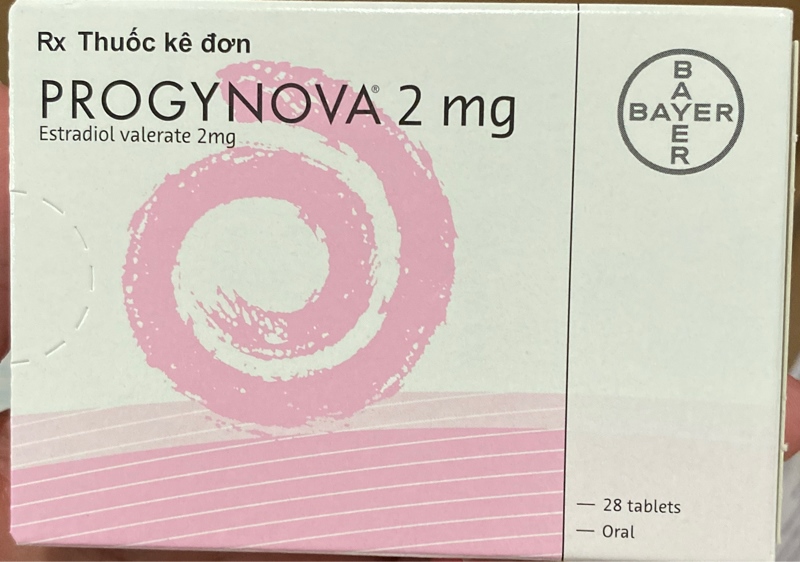 Rx Thuốc kê đơn
PROGYNOVA® 2 mg
Estradiol valerate 2mg
BAYER
BAYER
— 28 tablets
— Oral